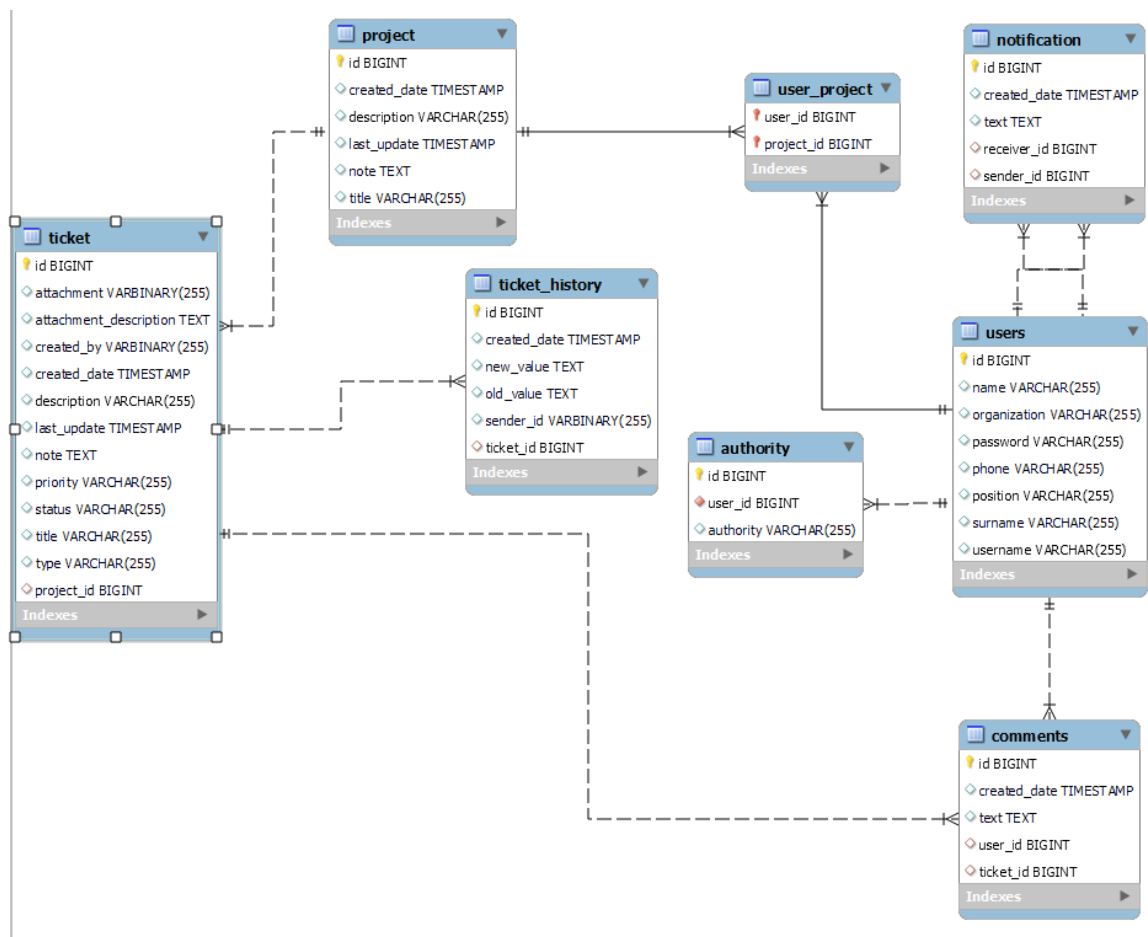 project
id BIGINT
created_date TIMESTAMP
description VARCHAR(255)
last_update TIMESTAMP
note TEXT
title VARCHAR(255)
Indexes
user_project
user_id BIGINT
project_id BIGINT
Indexes
notification
id BIGINT
created_date TIMESTAMP
text TEXT
receiver_id BIGINT
sender_id BIGINT
Indexes
ticket
id BIGINT
attachment VARBINARY(255)
attachment_description TEXT
created_by VARBINARY(255)
created_date TIMESTAMP
description VARCHAR(255)
last_update TIMESTAMP
note TEXT
priority VARCHAR(255)
status VARCHAR(255)
title VARCHAR(255)
type VARCHAR(255)
project_id BIGINT
Indexes
ticket_history
id BIGINT
created_date TIMESTAMP
new_value TEXT
old_value TEXT
sender_id VARBINARY(255)
ticket_id BIGINT
Indexes
users
id BIGINT
name VARCHAR(255)
organization VARCHAR(255)
password VARCHAR(255)
phone VARCHAR(255)
position VARCHAR(255)
surname VARCHAR(255)
username VARCHAR(255)
Indexes
authority
id BIGINT
user_id BIGINT
authority VARCHAR(255)
Indexes
comments
id BIGINT
created_date TIMESTAMP
text TEXT
user_id BIGINT
ticket_id BIGINT
Indexes